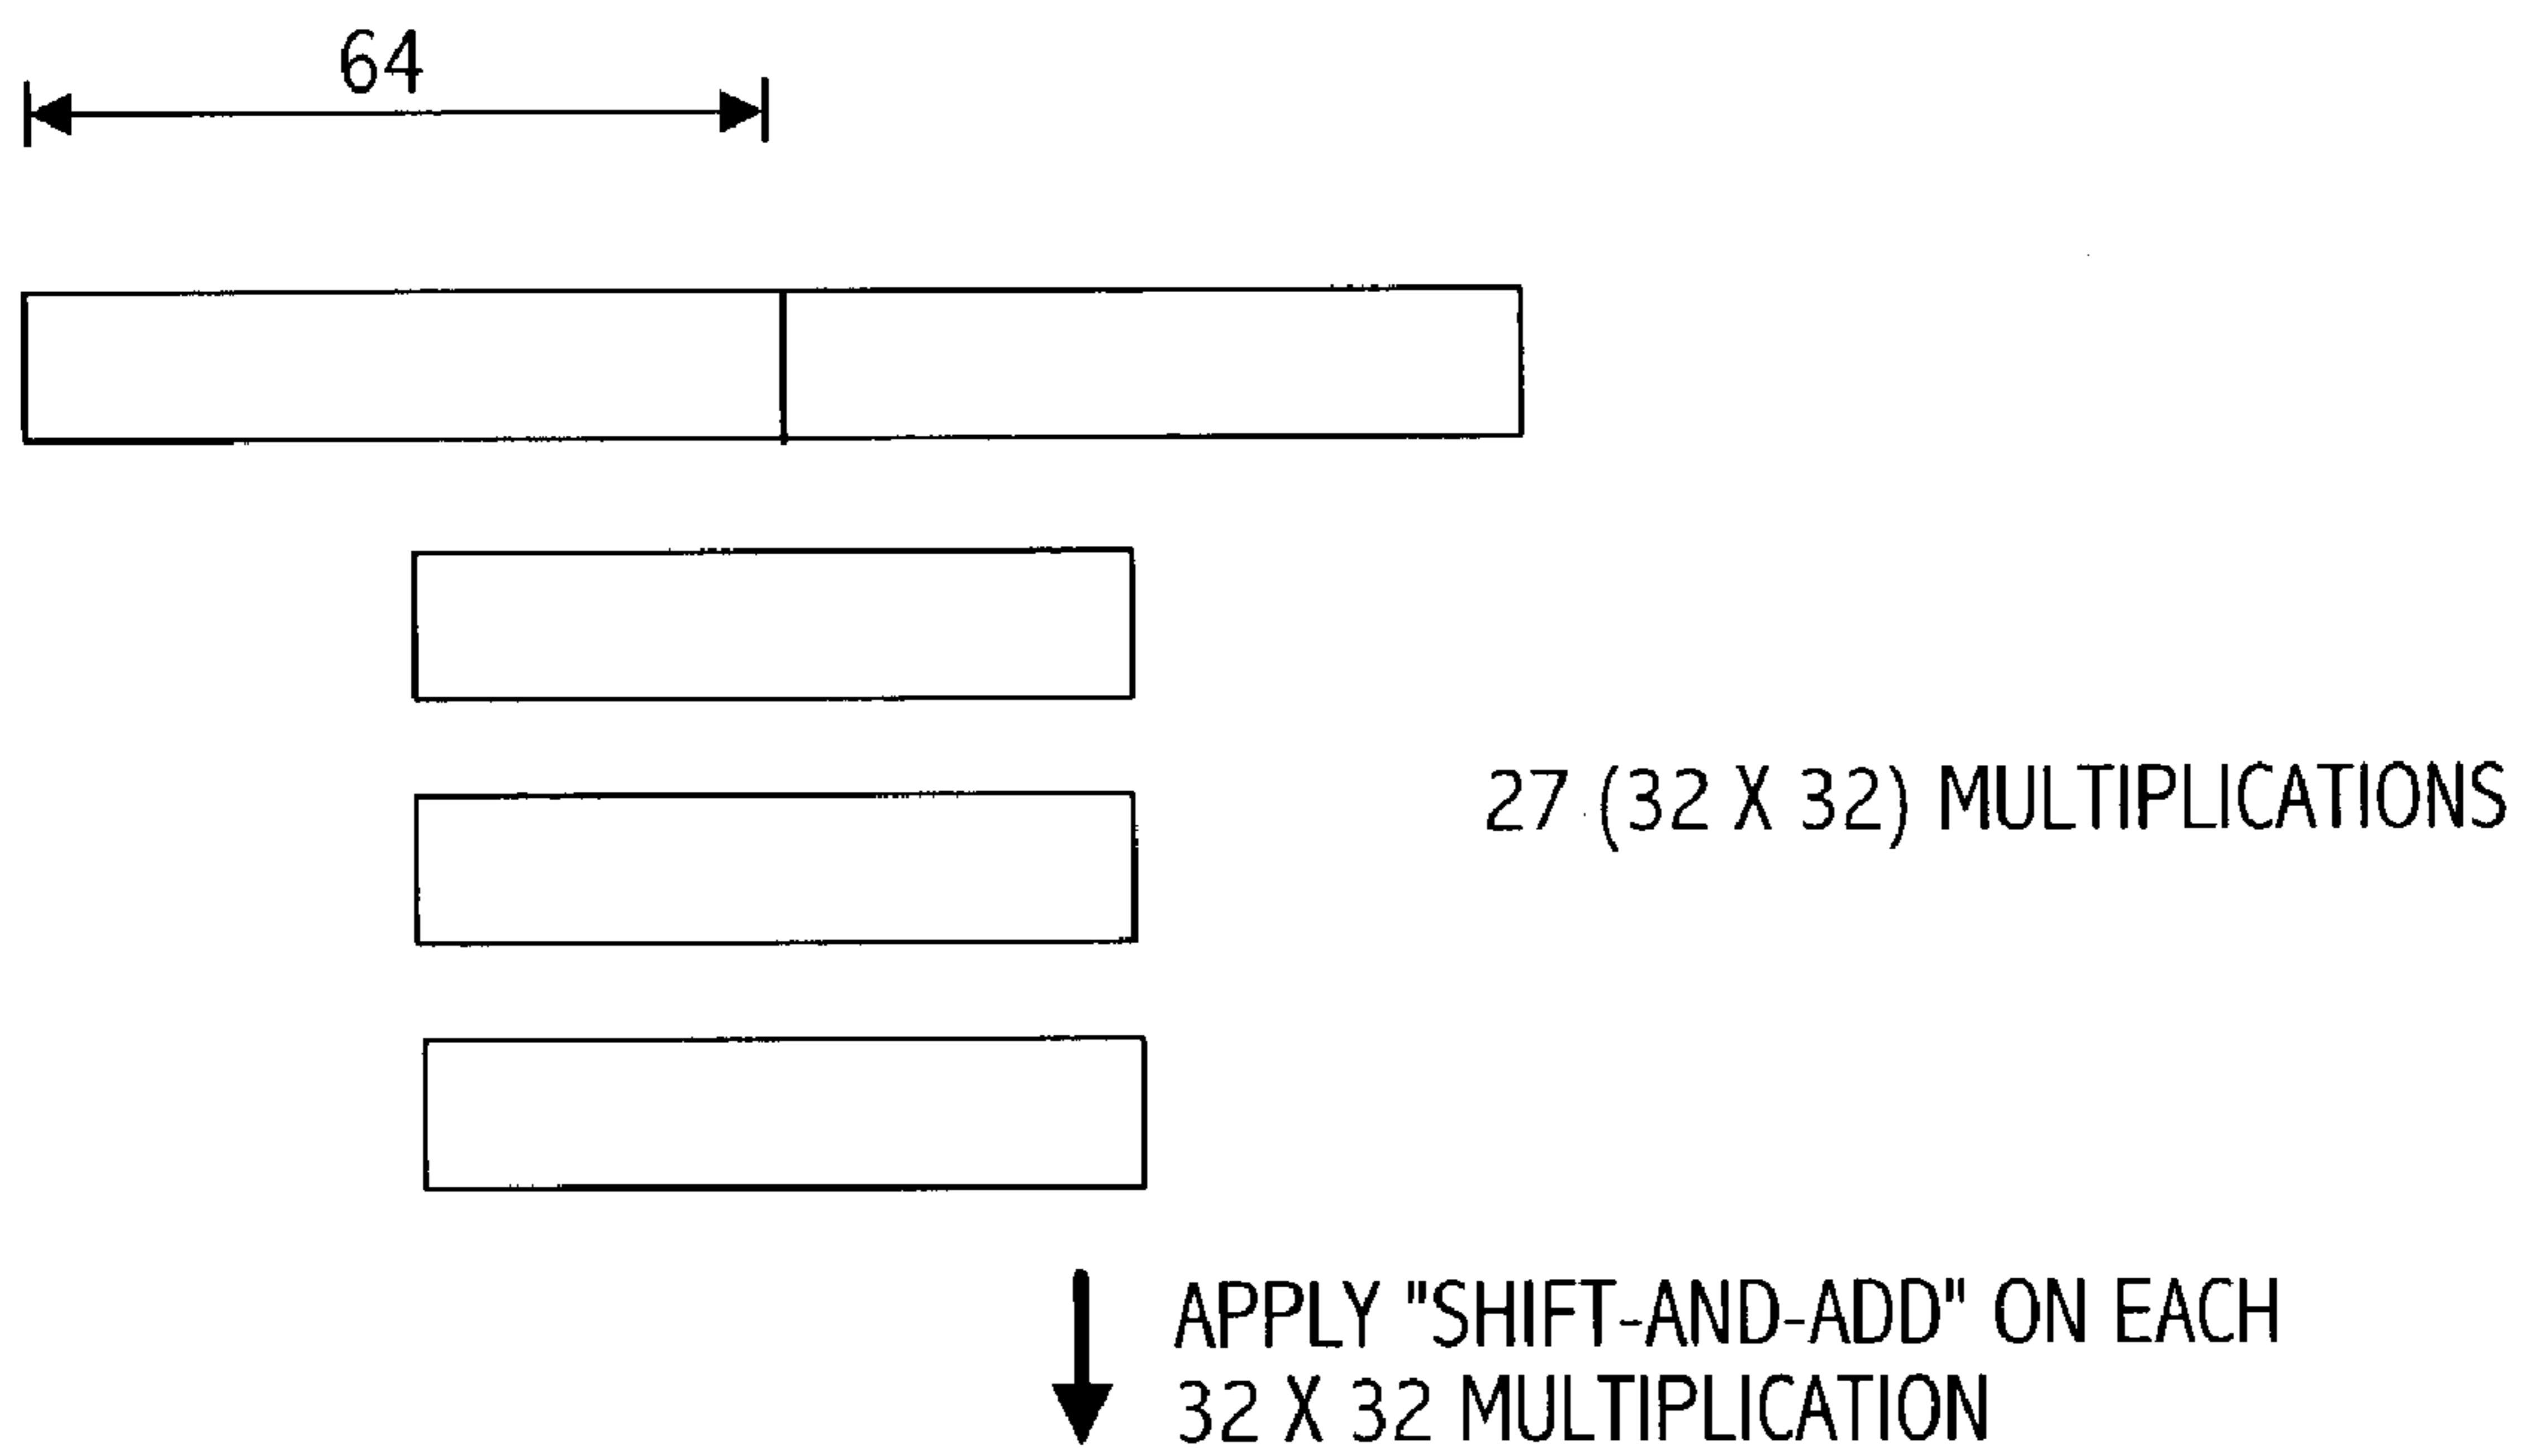 64
27 (32 X 32) MULTIPLICATIONS
APPLY "SHIFT-AND-ADD" ON EACH
32 X 32 MULTIPLICATION